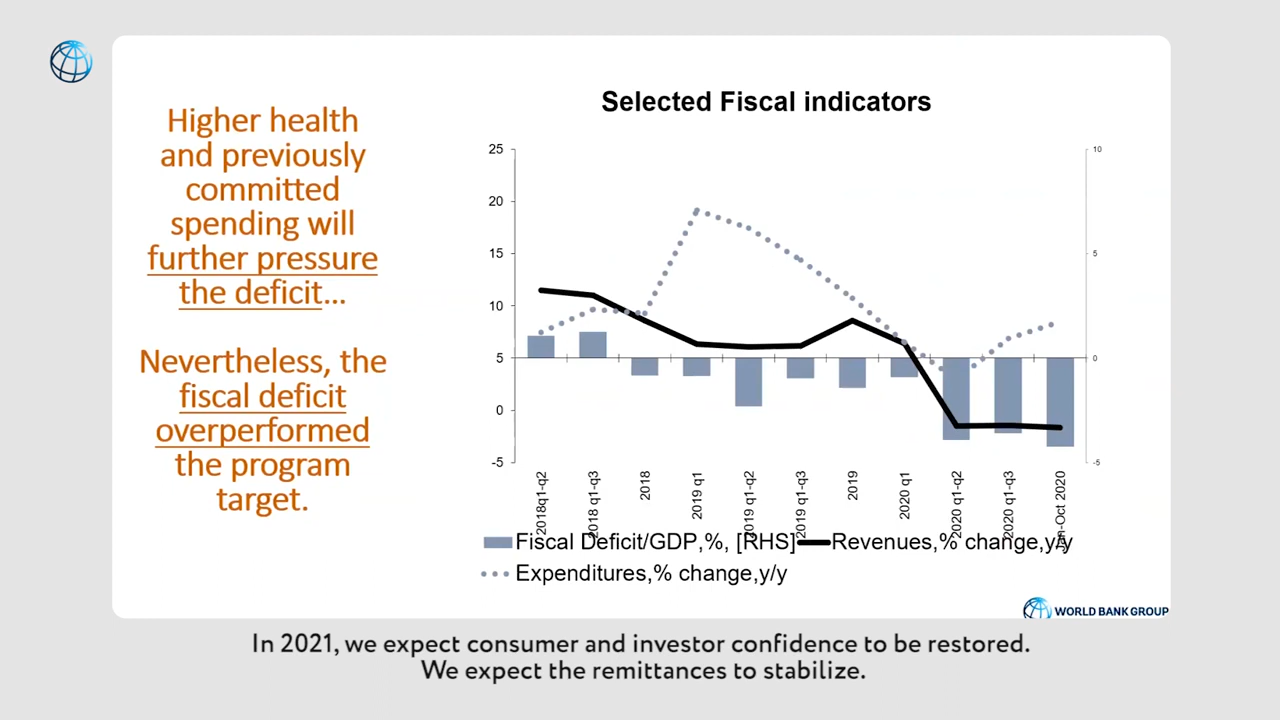 Higher health
and previously
committed
spending will
further pressure
the deficit...
Nevertheless, the
fiscal deficit
overperformed
the program
target.
Selected Fiscal indicators
25
20
15
10
5
0
-5
10
5
0
-5
2018q1-q2
2018 q1-q3
2018
2019 q1
2019 q1-q2
2019 q1-q3
2019
2020 q1
2020 q1-q2
2020 q1-q3
Jan-Oct 2020
Fiscal Deficit/GDP,%, [RHS]
Revenues,% change,y/y
Expenditures,% change,y/y
WORLD BANK GROUP
In 2021, we expect consumer and investor confidence to be restored.
We expect the remittances to stabilize.